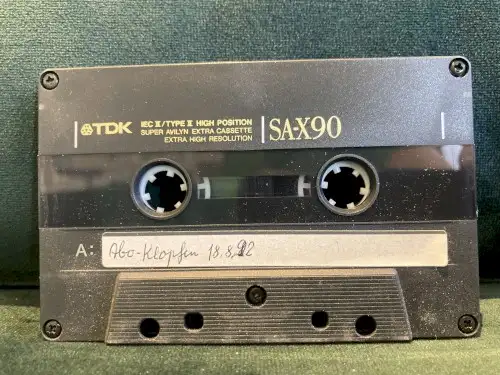 TDK
IEC II/TYPE II HIGH POSITION
SUPER AVILYN EXTRA CASSETTE
EXTRA HIGH RESOLUTION
SA-X90
A: Abo-Klopfen 18.8.92